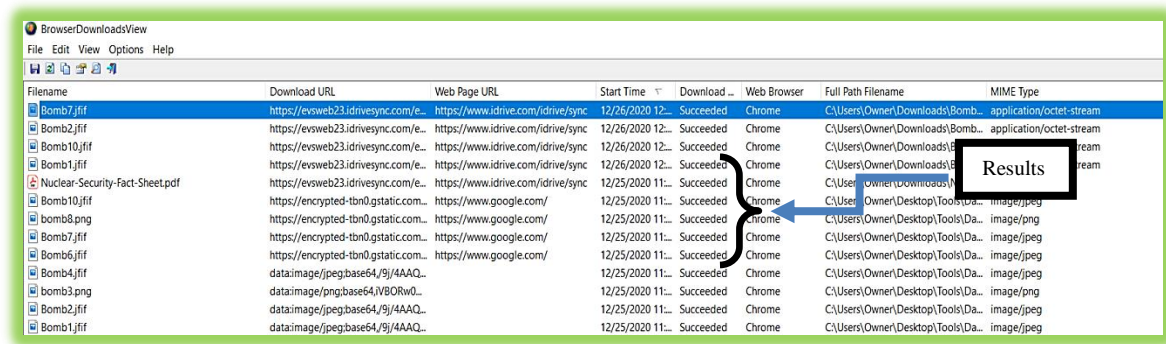 BrowserDownloadsView
File Edit View Options Help
Filename Download URL Web Page URL Start Time Download ... Web Browser Full Path Filename MIME Type
Bomb7.jfif https://evsweb23.idrivesync.com/e... https://www.idrive.com/idrive/sync 12/26/2020 12:... Succeeded Chrome C:\Users\Owner\Downloads\Bomb... application/octet-stream
Bomb2.jfif https://evsweb23.idrivesync.com/e... https://www.idrive.com/idrive/sync 12/26/2020 12:... Succeeded Chrome C:\Users\Owner\Downloads\Bomb... application/octet-stream
Bomb10.jfif https://evsweb23.idrivesync.com/e... https://www.idrive.com/idrive/sync 12/26/2020 12:... Succeeded Chrome C:\Users\Owner\Downloads\B
Bomb1.jfif https://evsweb23.idrivesync.com/e... https://www.idrive.com/idrive/sync 12/26/2020 12:... Succeeded Chrome C:\Users\Owner\Downloads\B
Results
Nuclear-Security-Fact-Sheet.pdf https://evsweb23.idrivesync.com/e... https://www.idrive.com/idrive/sync 12/25/2020 11:... Succeeded Chrome C:\Users\Owner\Downloads\N
Bomb10.jfif https://encrypted-tbn0.gstatic.com... https://www.google.com/ 12/25/2020 11:... Succeeded Chrome C:\Users\Owner\Desktop\Tools\Da... image/jpeg
bomb8.png https://encrypted-tbn0.gstatic.com... https://www.google.com/ 12/25/2020 11:... Succeeded Chrome C:\Users\Owner\Desktop\Tools\Da... image/png
Bomb7.jfif https://encrypted-tbn0.gstatic.com... https://www.google.com/ 12/25/2020 11:... Succeeded Chrome C:\Users\Owner\Desktop\Tools\Da... image/jpeg
Bomb6.jfif https://encrypted-tbn0.gstatic.com... https://www.google.com/ 12/25/2020 11:... Succeeded Chrome C:\Users\Owner\Desktop\Tools\Da... image/jpeg
Bomb4.jfif data:image/jpeg;base64,/9j/4AAQ... 12/25/2020 11:... Succeeded Chrome C:\Users\Owner\Desktop\Tools\Da... image/jpeg
bomb3.png data:image/png;base64,iVBORw0... 12/25/2020 11:... Succeeded Chrome C:\Users\Owner\Desktop\Tools\Da... image/png
Bomb2.jfif data:image/jpeg;base64,/9j/4AAQ... 12/25/2020 11:... Succeeded Chrome C:\Users\Owner\Desktop\Tools\Da... image/jpeg
Bomb1.jfif data:image/jpeg;base64,/9j/4AAQ... 12/25/2020 11:... Succeeded Chrome C:\Users\Owner\Desktop\Tools\Da... image/jpeg